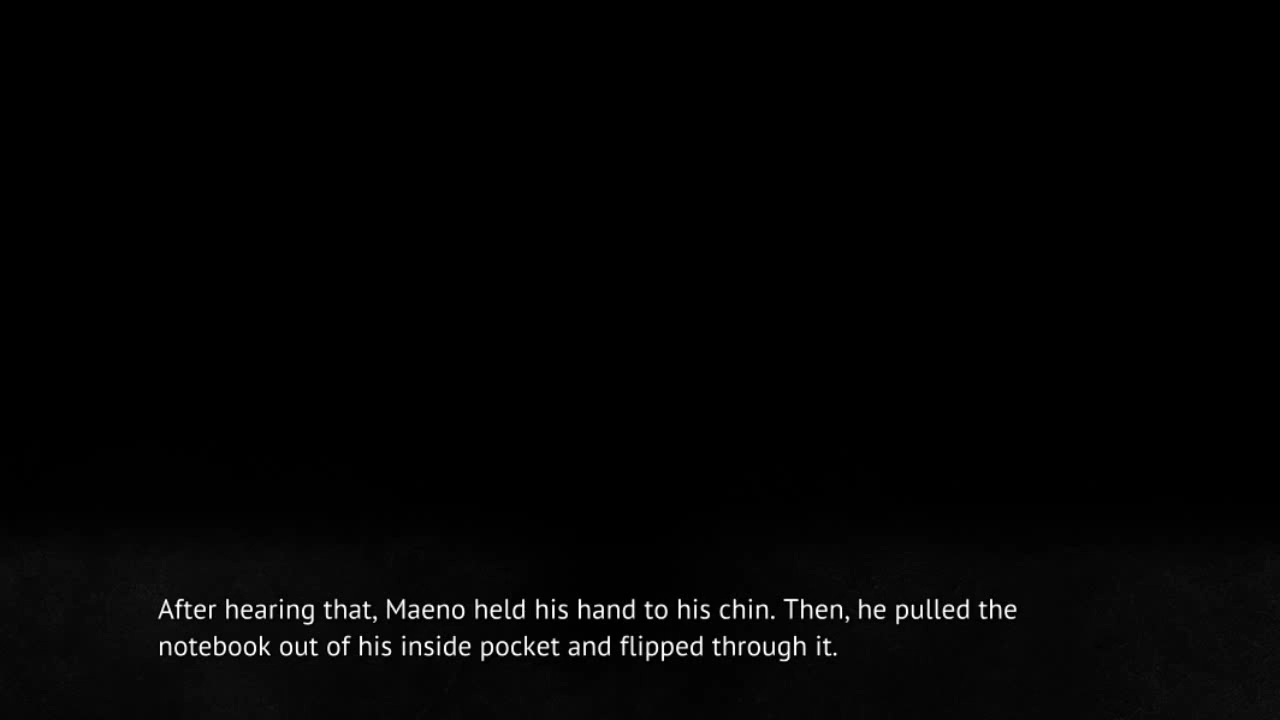 After hearing that, Maeno held his hand to his chin. Then, he pulled the
notebook out of his inside pocket and flipped through it.